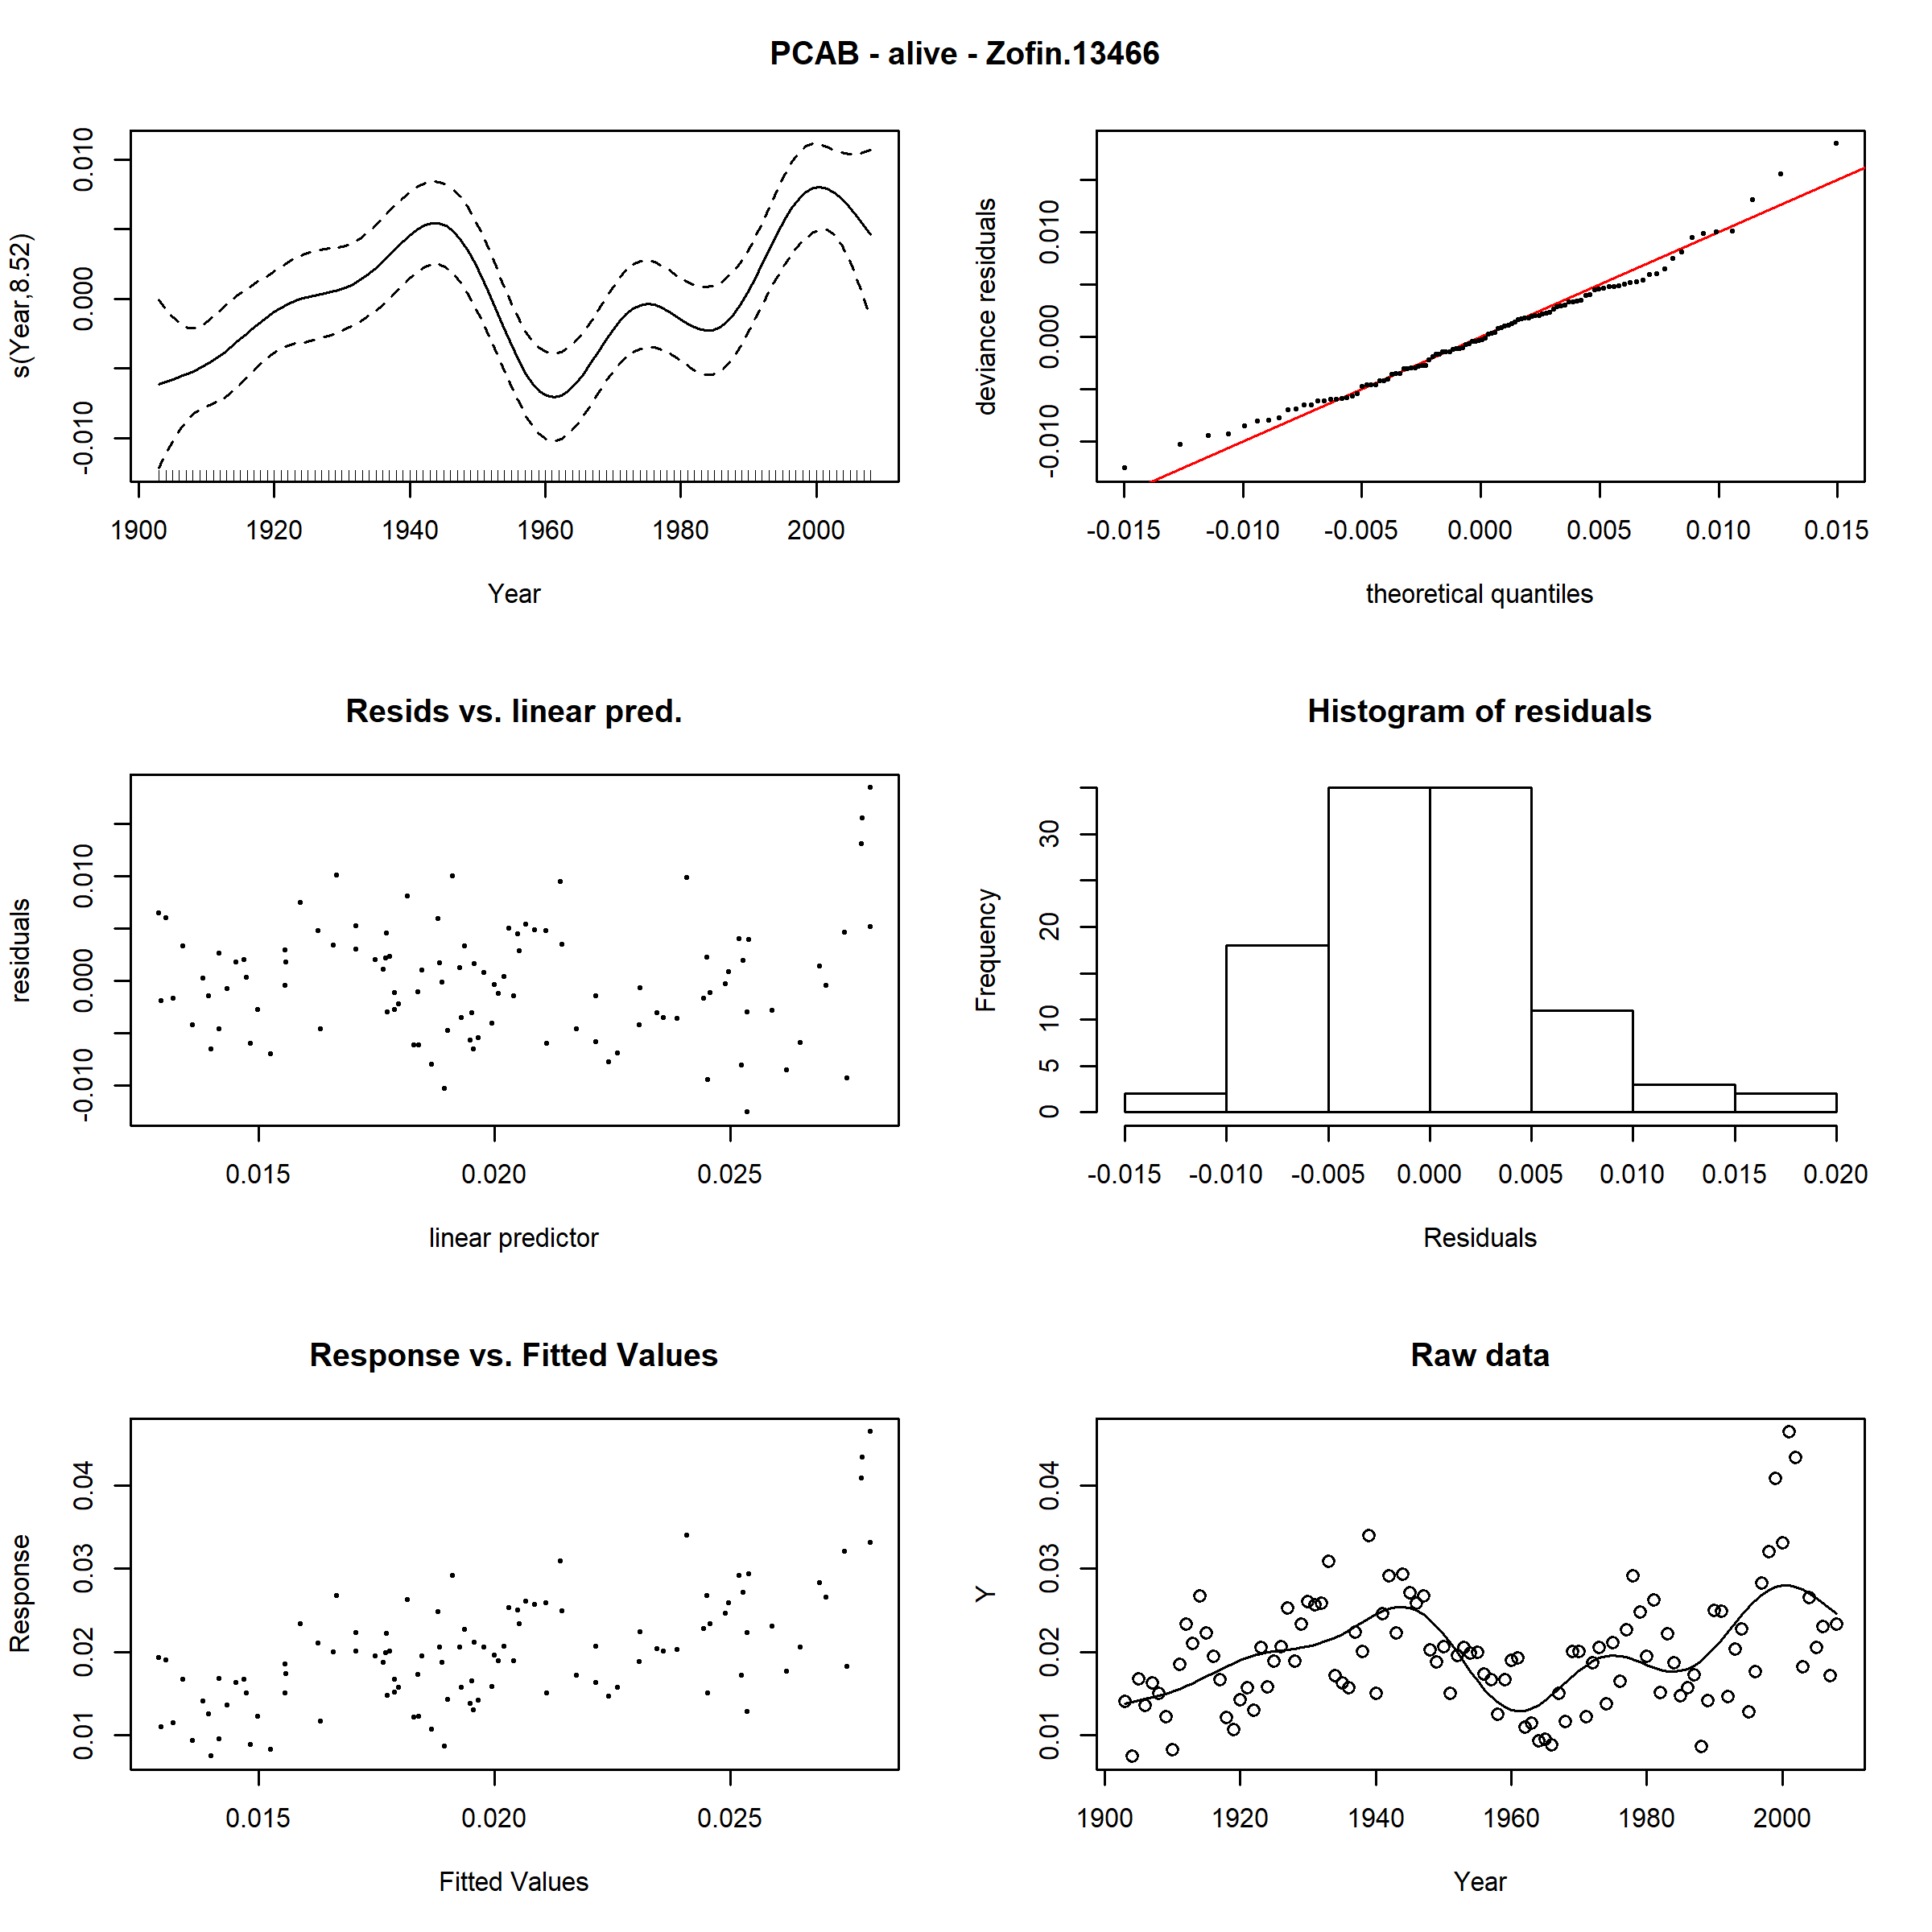 PCAB - alive - Zofin.13466
s(Year,8.52)
-0.010 0.000 0.010
1900 1920 1940 1960 1980 2000
Year
deviance residuals
-0.010 0.000 0.010
-0.015 -0.010 -0.005 0.000 0.005 0.010 0.015
theoretical quantiles
Resids vs. linear pred.
residuals
-0.010 0.000 0.010
0.015 0.020 0.025
linear predictor
Histogram of residuals
Frequency
0 5 10 20 30
-0.015 -0.010 -0.005 0.000 0.005 0.010 0.015 0.020
Residuals
Response vs. Fitted Values
Response
0.01 0.02 0.03 0.04
0.015 0.020 0.025
Fitted Values
Raw data
Y
0.01 0.02 0.03 0.04
1900 1920 1940 1960 1980 2000
Year